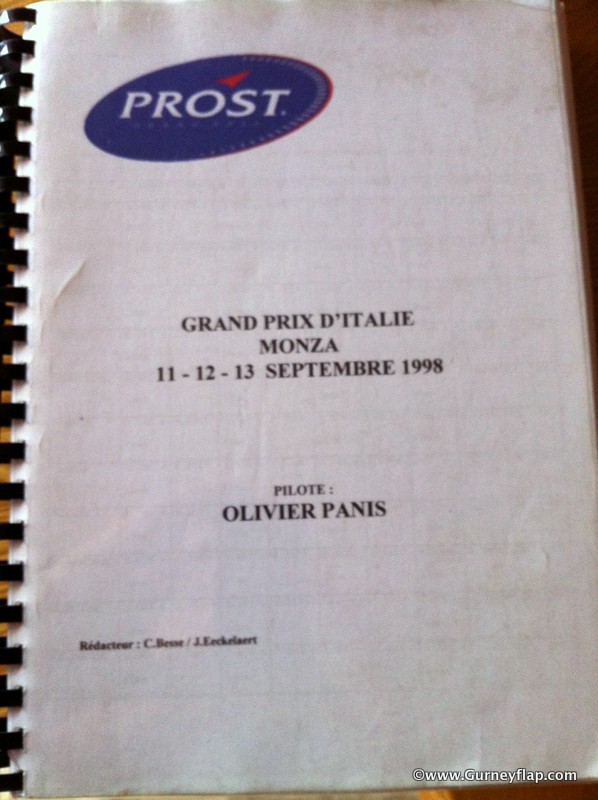 PROST
GRAND PRIX D'ITALIE
MONZA
11 - 12 - 13 SEPTEMBRE 1998
PILOTE :
OLIVIER PANIS
Rédacteur : C.Besse / J.Eeckelaert
©www.Gurneyflap.com